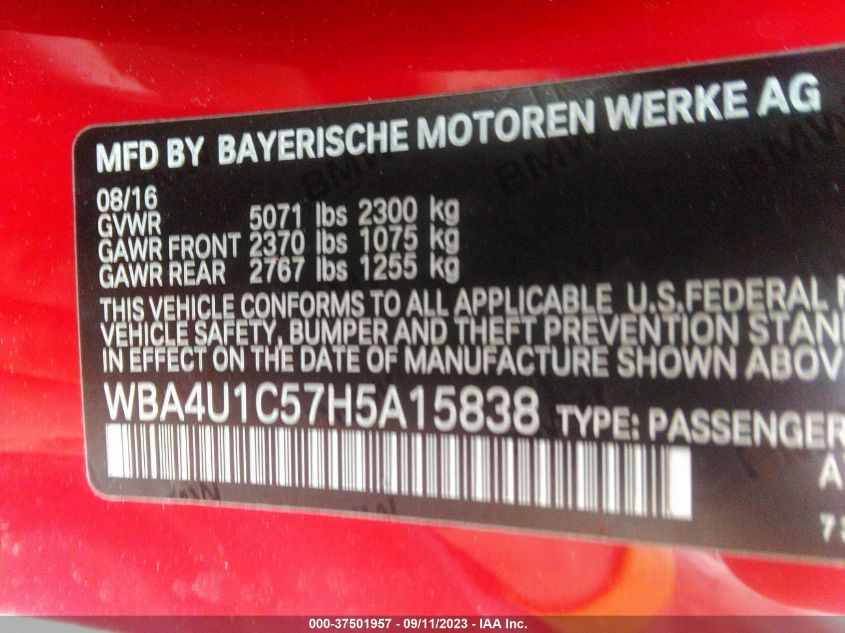 MFD BY BAYERISCHE MOTOREN WERKE AG
08/16
GVWR 5071 lbs 2300 kg
GAWR FRONT 2370 lbs 1075 kg
GAWR REAR 2767 lbs 1255 kg
THIS VEHICLE CONFORMS TO ALL APPLICABLE U.S.FEDERAL
VEHICLE SAFETY, BUMPER AND THEFT PREVENTION STAN
IN EFFECT ON THE DATE OF MANUFACTURE SHOWN ABOV
WBA4U1C57H5A15838 TYPE: PASSENGER
000-37501957 - 09/11/2023 - IAA Inc.